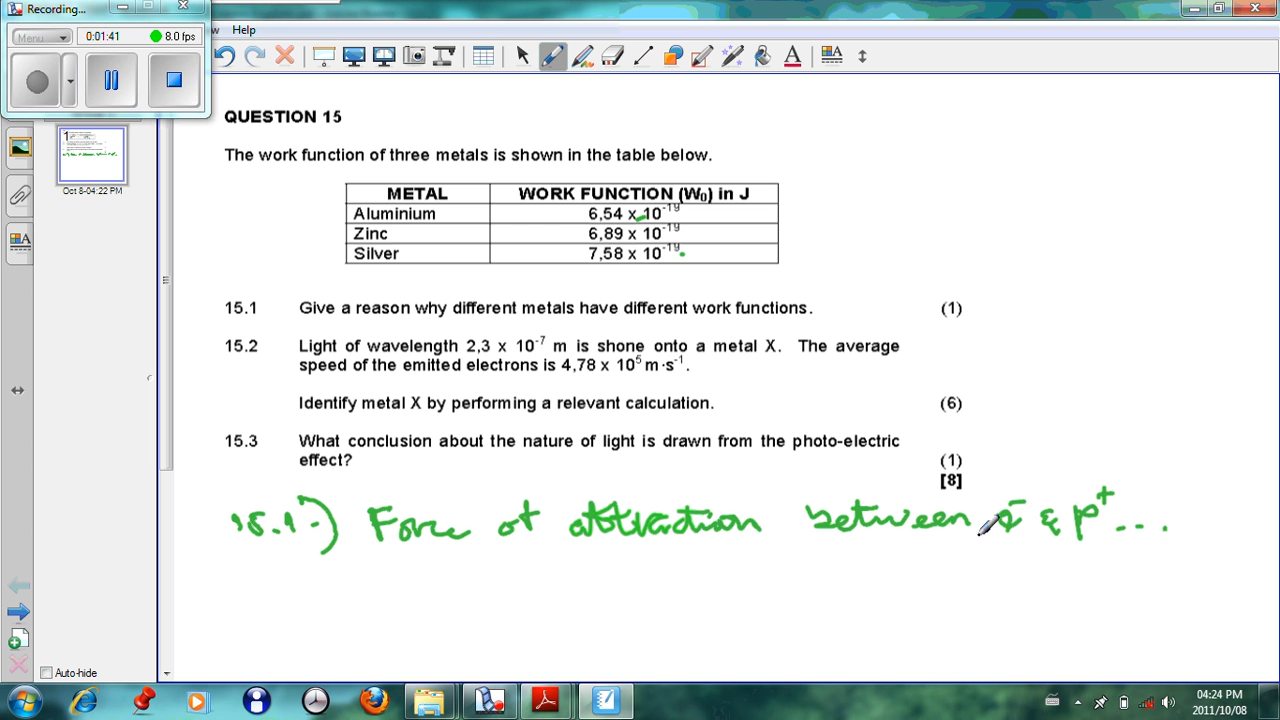 Recording...
Menu
0:01:41
8.0 fps
w Help
1
Oct 8-04:22 PM
QUESTION 15
The work function of three metals is shown in the table below.
METAL WORK FUNCTION (W₀) in J
Aluminium 6,54 x 10⁻¹⁹
Zinc 6,89 x 10⁻¹⁹
Silver 7,58 x 10⁻¹⁹
15.1 Give a reason why different metals have different work functions. (1)
15.2 Light of wavelength 2,3 x 10⁻⁷ m is shone onto a metal X. The average
speed of the emitted electrons is 4,78 x 10⁵ m·s⁻¹.
Identify metal X by performing a relevant calculation. (6)
15.3 What conclusion about the nature of light is drawn from the photo-electric
effect? (1)
[8]
15.1.) Force of attraction between e⁻ & p⁺ ...
Auto-hide
04:24 PM
2011/10/08